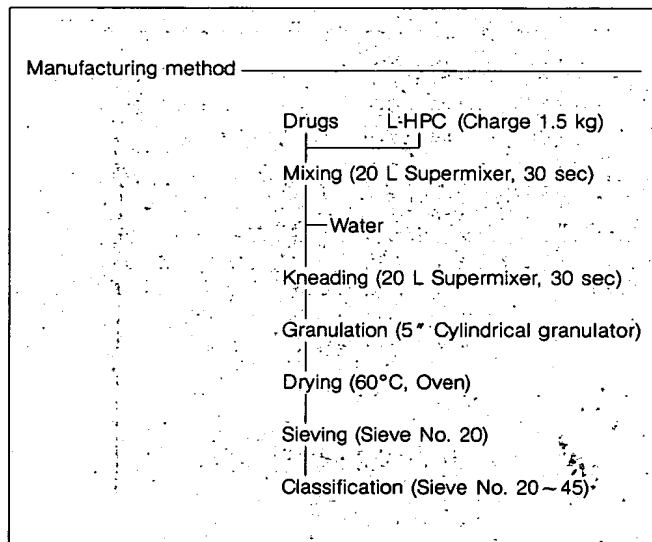 Manufacturing method
Drugs L-HPC (Charge 1.5 kg)
Mixing (20 L Supermixer, 30 sec)
Water
Kneading (20 L Supermixer, 30 sec)
Granulation (5″ Cylindrical granulator)
Drying (60°C, Oven)
Sieving (Sieve No. 20)
Classification (Sieve No. 20~45)